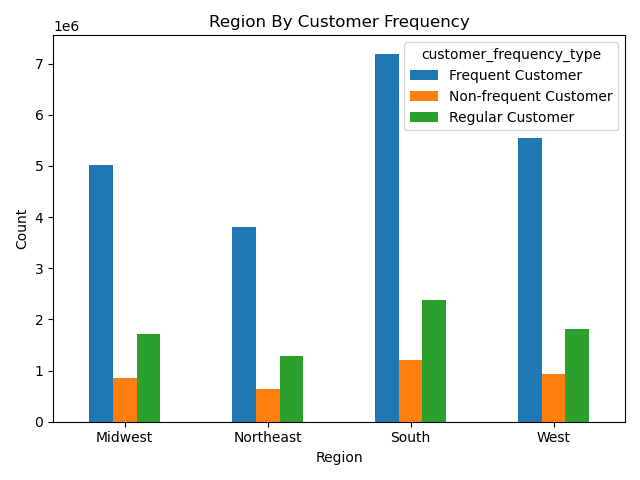 Region By Customer Frequency
1e6
customer_frequency_type
Frequent Customer
Non-frequent Customer
Regular Customer
7
6
5
4
3
2
1
0
Count
Midwest Northeast South West
Region